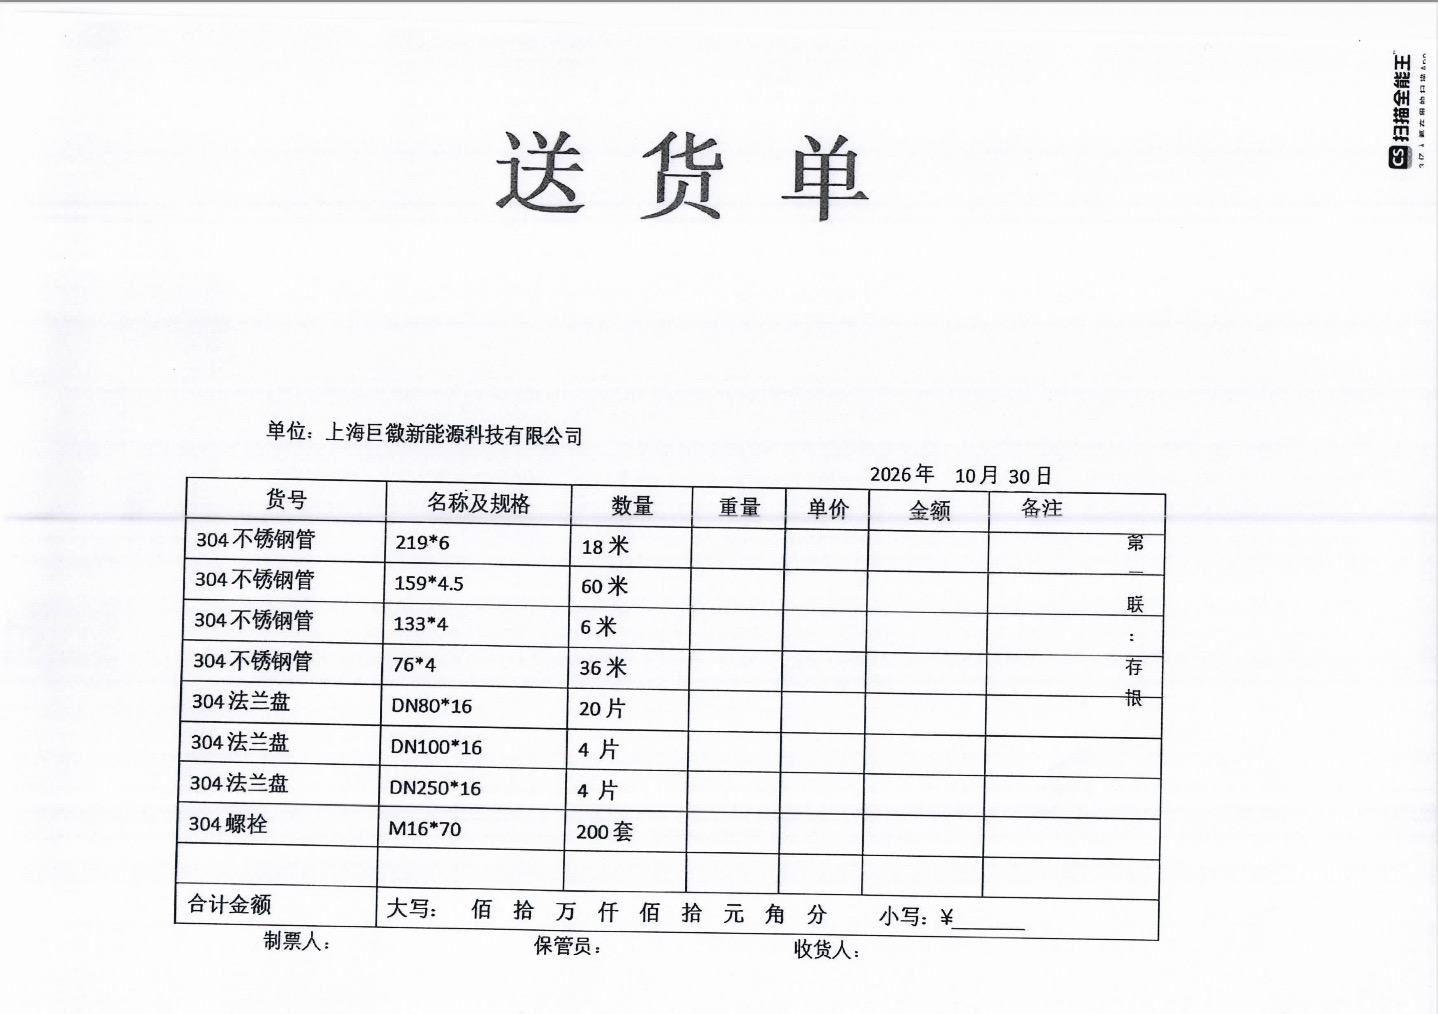 扫描全能王
送货单
单位：上海巨徽新能源科技有限公司
2026年 10月 30日
货号 名称及规格 数量 重量 单价 金额 备注
304不锈钢管 219*6 18米
304不锈钢管 159*4.5 60米
304不锈钢管 133*4 6米
304不锈钢管 76*4 36米
304法兰盘 DN80*16 20片
304法兰盘 DN100*16 4 片
304法兰盘 DN250*16 4 片
304螺栓 M16*70 200套
第一联：存根
合计金额 大写： 佰 拾 万 仟 佰 拾 元 角 分 小写：¥______
制票人： 保管员： 收货人：